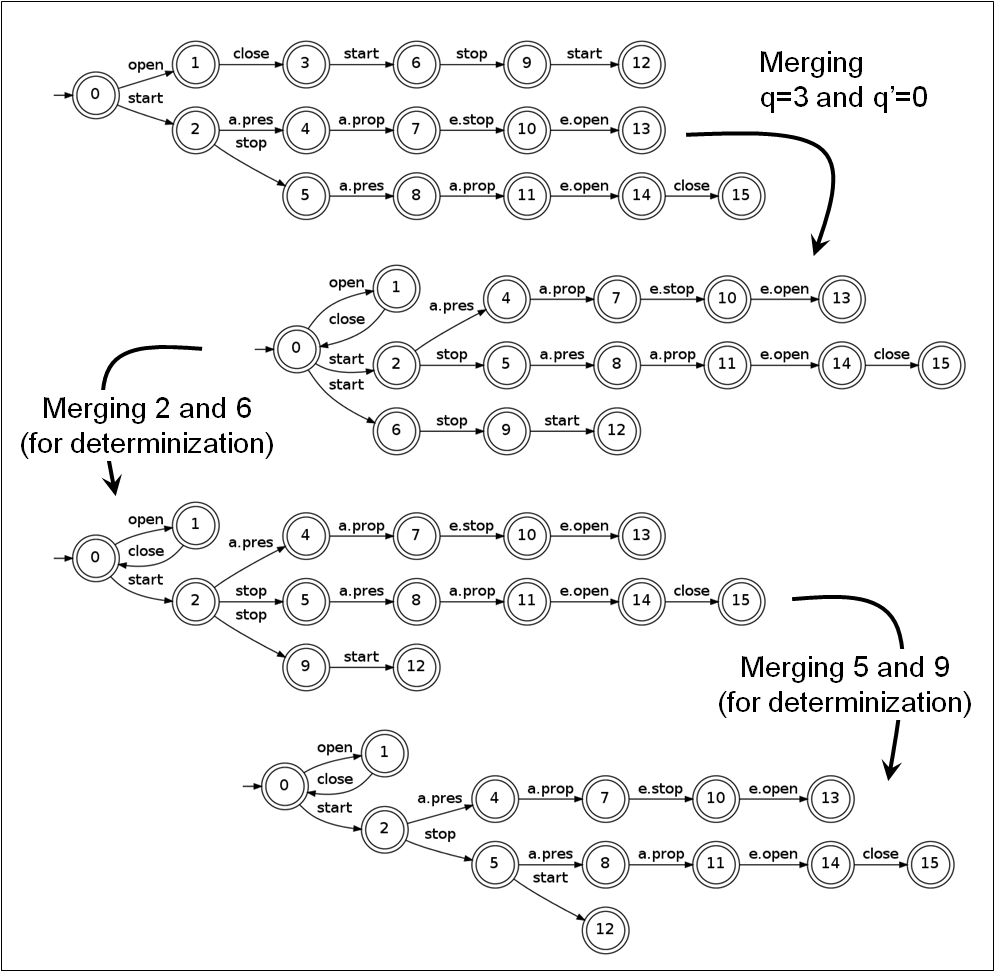 open 1 close 3 start 6 stop 9 start 12
0
start
2 a.pres 4 a.prop 7 e.stop 10 e.open 13
stop
5 a.pres 8 a.prop 11 e.open 14 close 15
Merging
q=3 and q'=0
open 1
close
a.pres 4 a.prop 7 e.stop 10 e.open 13
0
start 2 stop 5 a.pres 8 a.prop 11 e.open 14 close 15
start
6 stop 9 start 12
Merging 2 and 6
(for determinization)
open 1
close
0
start
a.pres 4 a.prop 7 e.stop 10 e.open 13
2 stop 5 a.pres 8 a.prop 11 e.open 14 close 15
stop
9 start 12
Merging 5 and 9
(for determinization)
open 1
close
0
start
2
a.pres 4 a.prop 7 e.stop 10 e.open 13
stop
5 a.pres 8 a.prop 11 e.open 14 close 15
start
12